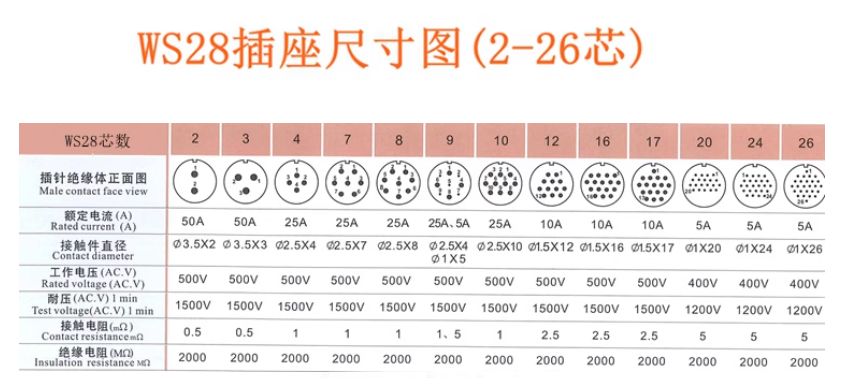 WS28插座尺寸图(2-26芯)
WS28芯数 2 3 4 7 8 9 10 12 16 17 20 24 26
插针绝缘体正面图
Male contact face view
额定电流(A)
Rated current (A) 50A 50A 25A 25A 25A 25A、5A 25A 10A 10A 10A 5A 5A 5A
接触件直径
Contact diameter Ø3.5X2 Ø3.5X3 Ø2.5X4 Ø2.5X7 Ø2.5X8 Ø2.5X4 Ø1X5 Ø2.5X10 Ø1.5X12 Ø1.5X16 Ø1.5X17 Ø1X20 Ø1X24 Ø1X26
工作电压(AC.V)
Rated voltage (AC.V) 500V 500V 500V 500V 500V 500V 500V 500V 500V 500V 400V 400V 400V
耐压(AC.V) 1 min
Test voltage(AC.V) 1 min 1500V 1500V 1500V 1500V 1500V 1500V 1500V 1500V 1500V 1500V 1200V 1200V 1200V
接触电阻(mΩ)
Contact resistance mΩ 0.5 0.5 1 1 1 1、5 1 2.5 2.5 2.5 5 5 5
绝缘电阻(MΩ)
Insulation resistance MΩ 2000 2000 2000 2000 2000 2000 2000 2000 2000 2000 2000 2000 2000